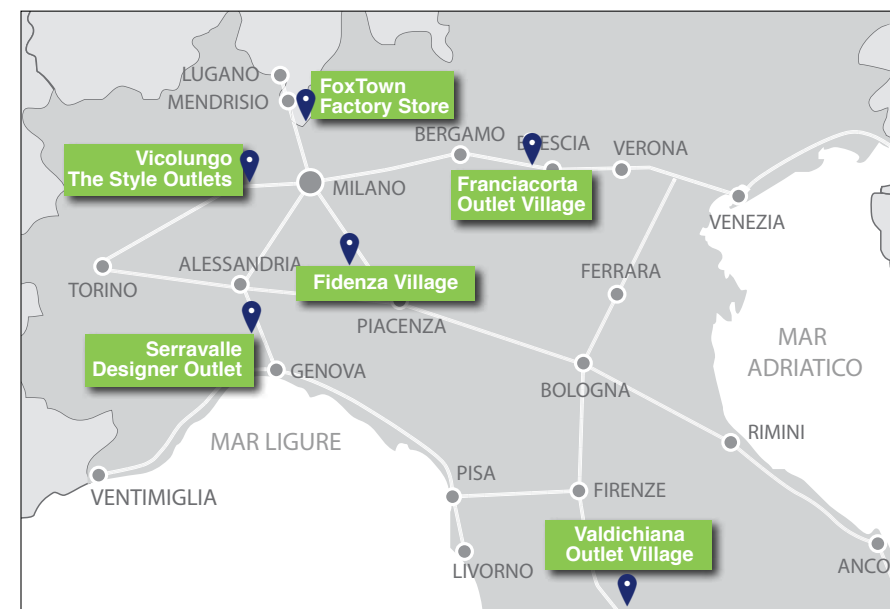 LUGANO
FoxTown
Factory Store
MENDRISIO
BERGAMO
VERONA
Vicolungo
The Style Outlets
MILANO
Franciacorta
Outlet Village
VENEZIA
ALESSANDRIA
TORINO
Fidenza Village
FERRARA
PIACENZA
MAR
ADRIATICO
Serravalle
Designer Outlet
GENOVA
BOLOGNA
MAR LIGURE
RIMINI
PISA
FIRENZE
VENTIMIGLIA
Valdichiana
Outlet Village
LIVORNO
ANCO